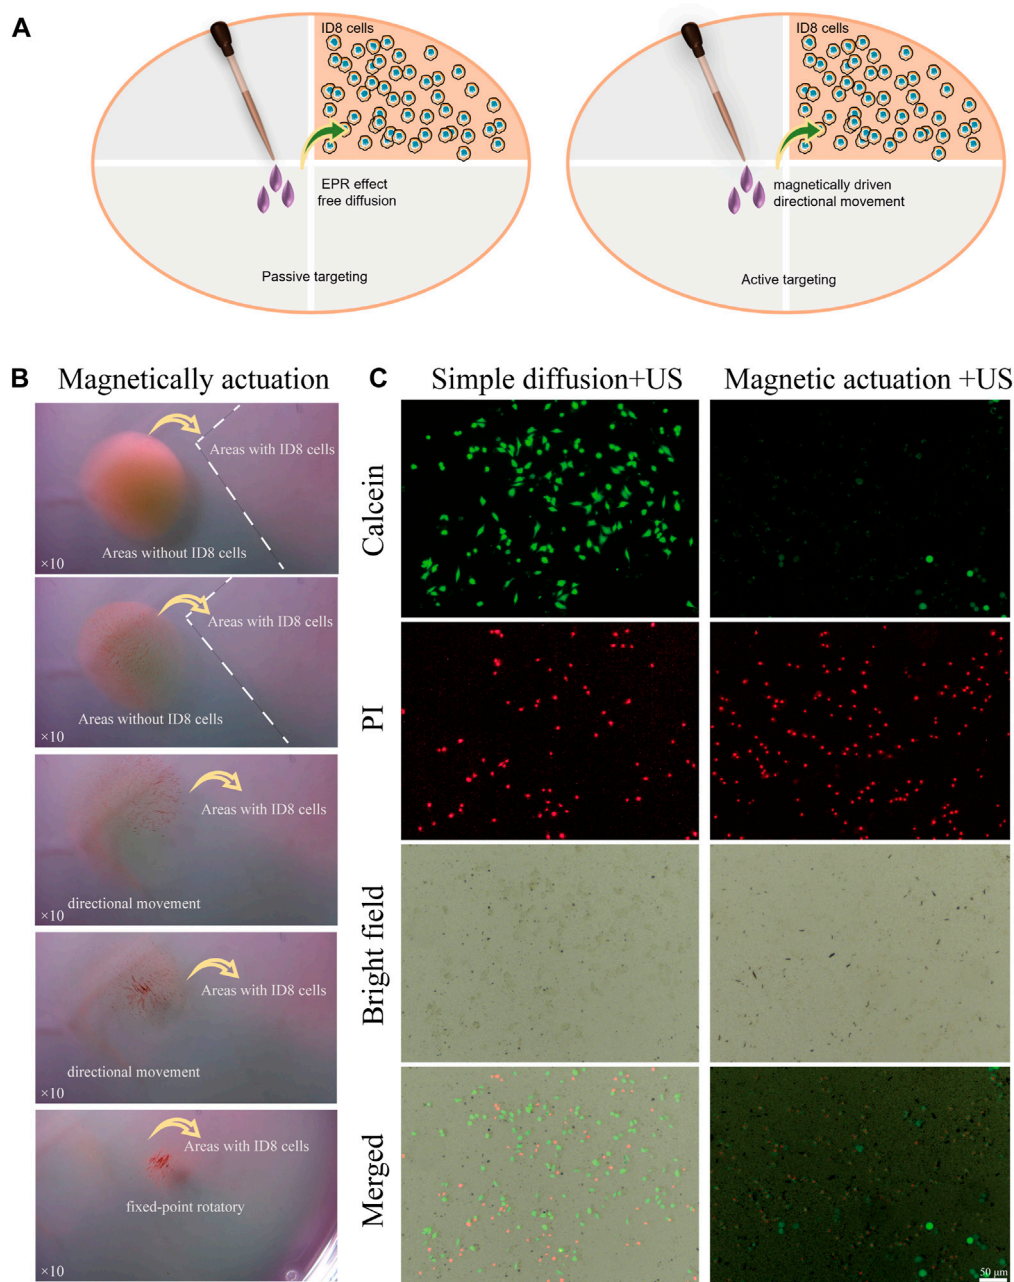 A
ID8 cells
EPR effect
free diffusion
Passive targeting
ID8 cells
magnetically driven
directional movement
Active targeting
B
Magnetically actuation
Areas with ID8 cells
Areas without ID8 cells
×10
Areas with ID8 cells
Areas without ID8 cells
×10
Areas with ID8 cells
directional movement
×10
Areas with ID8 cells
directional movement
×10
Areas with ID8 cells
fixed-point rotatory
×10
C
Simple diffusion+US
Magnetic actuation +US
Calcein
PI
Bright field
Merged
50 μm